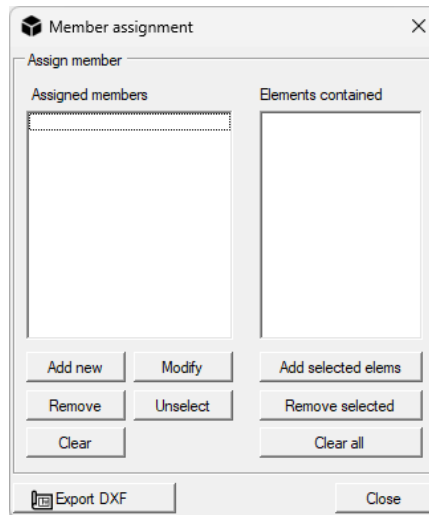 Member assignment
Assign member
Assigned members Elements contained
Add new Modify Add selected elems
Remove Unselect Remove selected
Clear Clear all
Export DXF Close